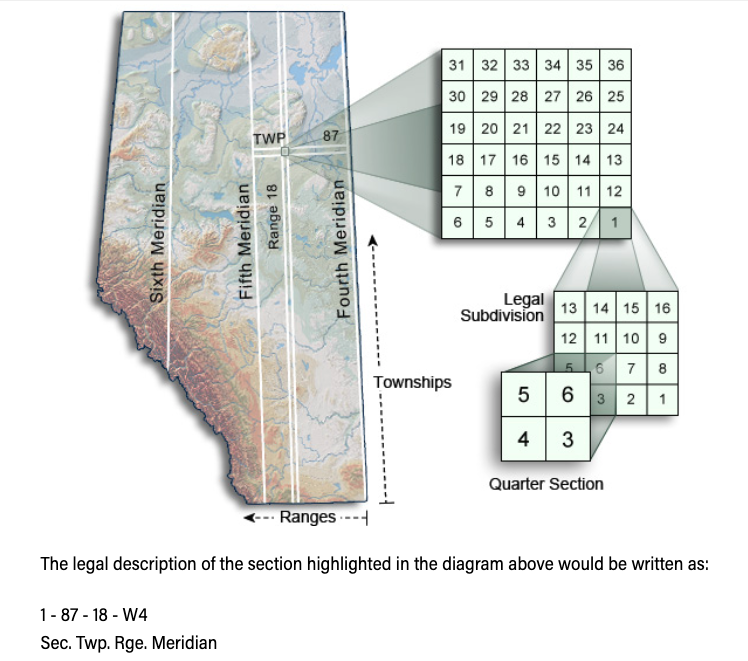 31 32 33 34 35 36
30 29 28 27 26 25
19 20 21 22 23 24
18 17 16 15 14 13
7 8 9 10 11 12
6 5 4 3 2 1
TWP 87
Sixth Meridian
Fifth Meridian
Range 18
Fourth Meridian
Townships
Ranges
Legal
Subdivision
13 14 15 16
12 11 10 9
5 6 7 8
3 2 1
5 6
4 3
Quarter Section
The legal description of the section highlighted in the diagram above would be written as:
1 - 87 - 18 - W4
Sec. Twp. Rge. Meridian